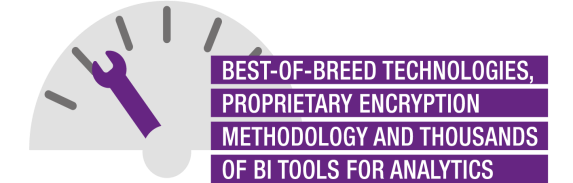 BEST-OF-BREED TECHNOLOGIES,
PROPRIETARY ENCRYPTION
METHODOLOGY AND THOUSANDS
OF BI TOOLS FOR ANALYTICS